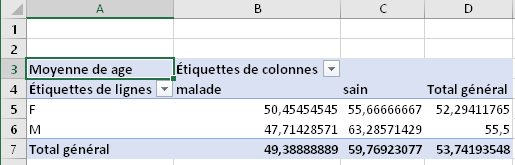 A B C D
1
2
3 Moyenne de age Étiquettes de colonnes
4 Étiquettes de lignes malade sain Total général
5 F 50,45454545 55,66666667 52,29411765
6 M 47,71428571 63,28571429 55,5
7 Total général 49,38888889 59,76923077 53,74193548